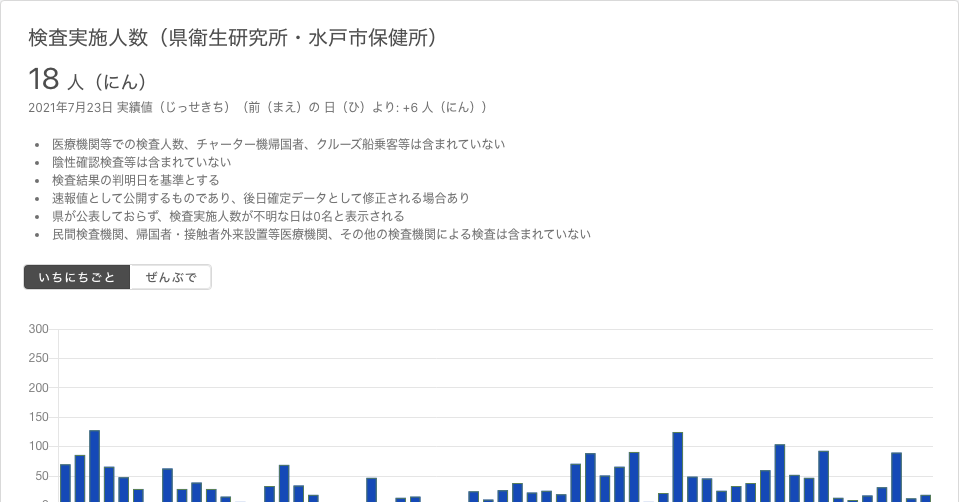 検査実施人数（県衛生研究所・水戸市保健所）
18 人（にん）
2021年7月23日 実績値（じっせきち）（前（まえ）の 日（ひ）より: +6 人（にん））
• 医療機関等での検査人数、チャーター機帰国者、クルーズ船乗客等は含まれていない
• 陰性確認検査等は含まれていない
• 検査結果の判明日を基準とする
• 速報値として公開するものであり、後日確定データとして修正される場合あり
• 県が公表しておらず、検査実施人数が不明な日は0名と表示される
• 民間検査機関、帰国者・接触者外来設置等医療機関、その他の検査機関による検査は含まれていない
いちにちごと ぜんぶで
300
250
200
150
100
50